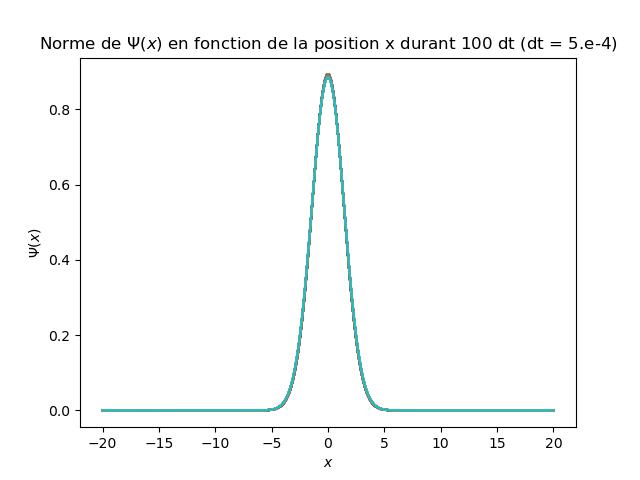 Norme de Ψ(x) en fonction de la position x durant 100 dt (dt = 5.e-4)
Ψ(x)
0.8
0.6
0.4
0.2
0.0
−20 −15 −10 −5 0 5 10 15 20
x